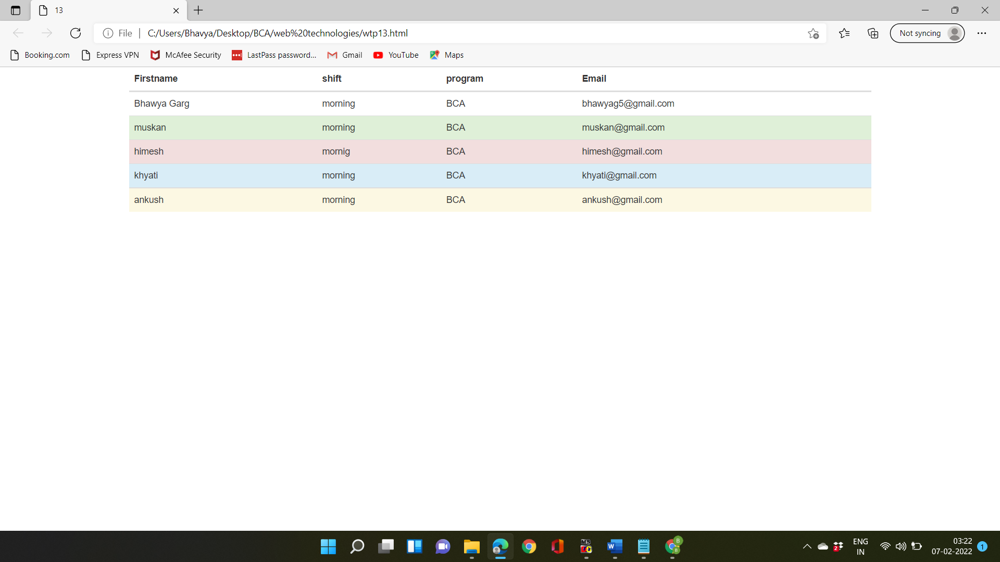 13
File C:/Users/Bhavya/Desktop/BCA/web%20technologies/wtp13.html Not syncing
Booking.com Express VPN McAfee Security LastPass password... Gmail YouTube Maps
Firstname shift program Email
Bhawya Garg morning BCA bhawyag5@gmail.com
muskan morning BCA muskan@gmail.com
himesh mornig BCA himesh@gmail.com
khyati morning BCA khyati@gmail.com
ankush morning BCA ankush@gmail.com
MS W B B 2 ENG 03:22 1
IN 07-02-2022